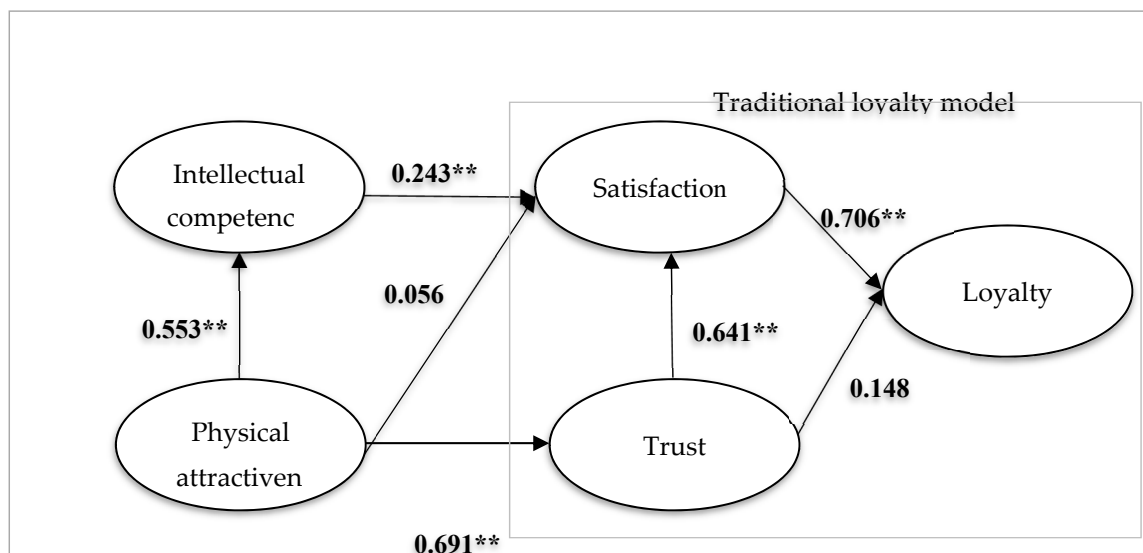 Traditional loyalty model
Intellectual
competenc
0.243**
Satisfaction
0.706**
Loyalty
0.056
0.553**
0.641**
0.148
Physical
attractiven
Trust
0.691**